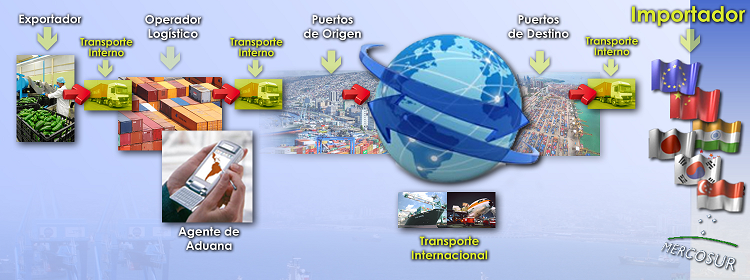 Exportador
Transporte
Interno
Operador
Logístico
Transporte
Interno
Puertos
de Origen
Puertos
de Destino
Transporte
Interno
Importador
Agente de
Aduana
Transporte
Internacional
MERCOSUR